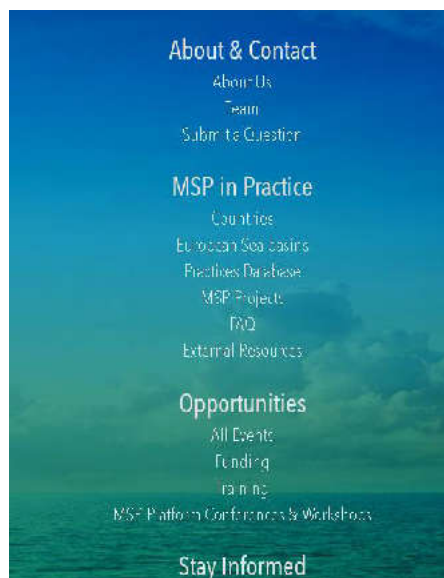 About & Contact
About Us
Team
Submit a Question
MSP in Practice
Countries
European Sea basins
Practices Database
MSP Projects
FAQ
External Resources
Opportunities
All Events
Funding
Training
MSP Platform Conferences & Workshops
Stay Informed